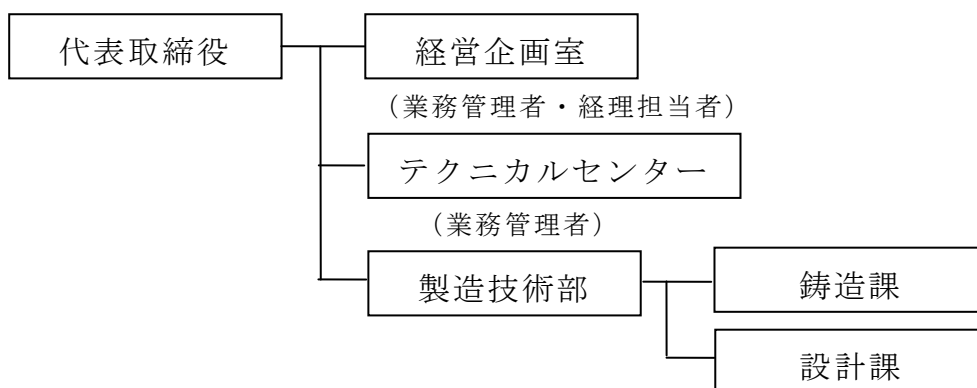 代表取締役
経営企画室
（業務管理者・経理担当者）
テクニカルセンター
（業務管理者）
製造技術部
鋳造課
設計課